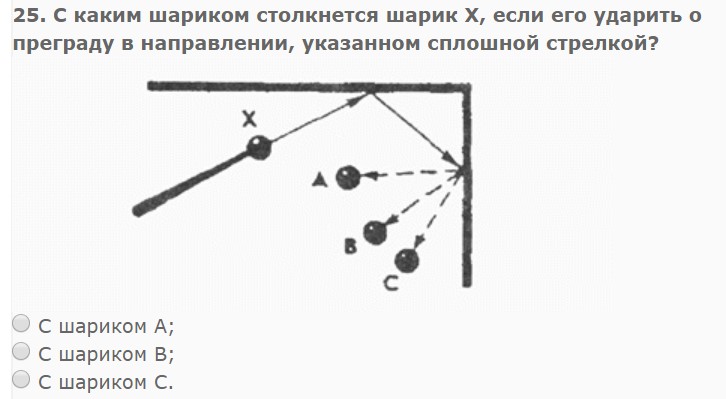 25. С каким шариком столкнется шарик X, если его ударить о
преграду в направлении, указанном сплошной стрелкой?
X
A
B
C
С шариком А;
С шариком В;
С шариком С.